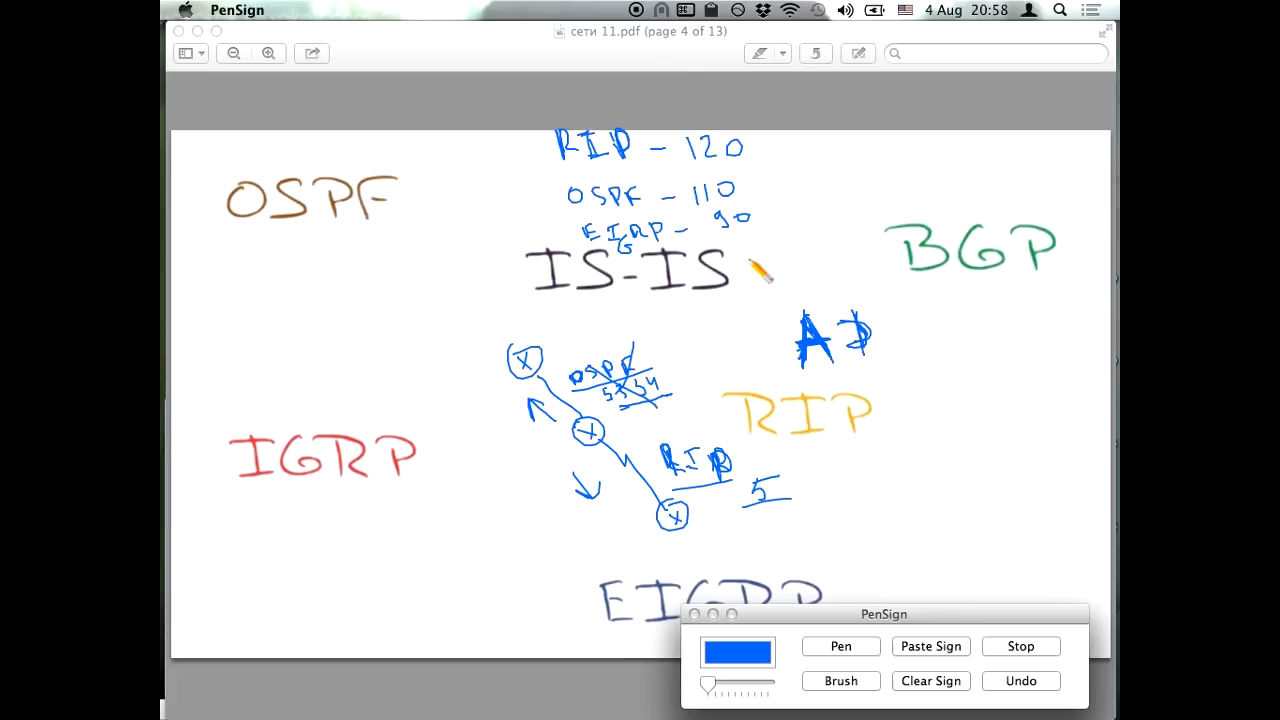 PenSign
4 Aug 20:58
сети 11.pdf (page 4 of 13)
RIP - 120
OSPF
OSPF - 110
EIGRP - 90
BGP
IS-IS
AD
OSPF
RIP
IGRP
RIP
5
EIGRP
PenSign
Pen
Paste Sign
Stop
Brush
Clear Sign
Undo